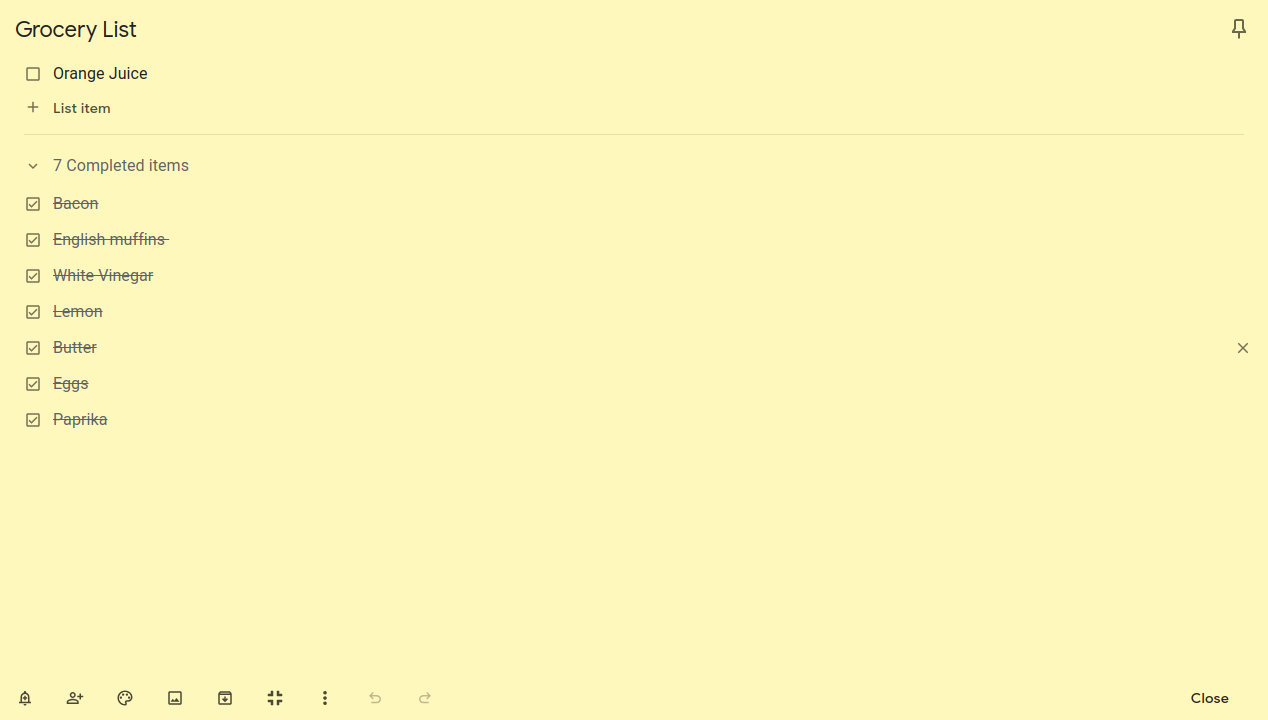 Grocery List
Orange Juice
List item
7 Completed items
Bacon
English muffins
White Vinegar
Lemon
Butter
Eggs
Paprika
Close